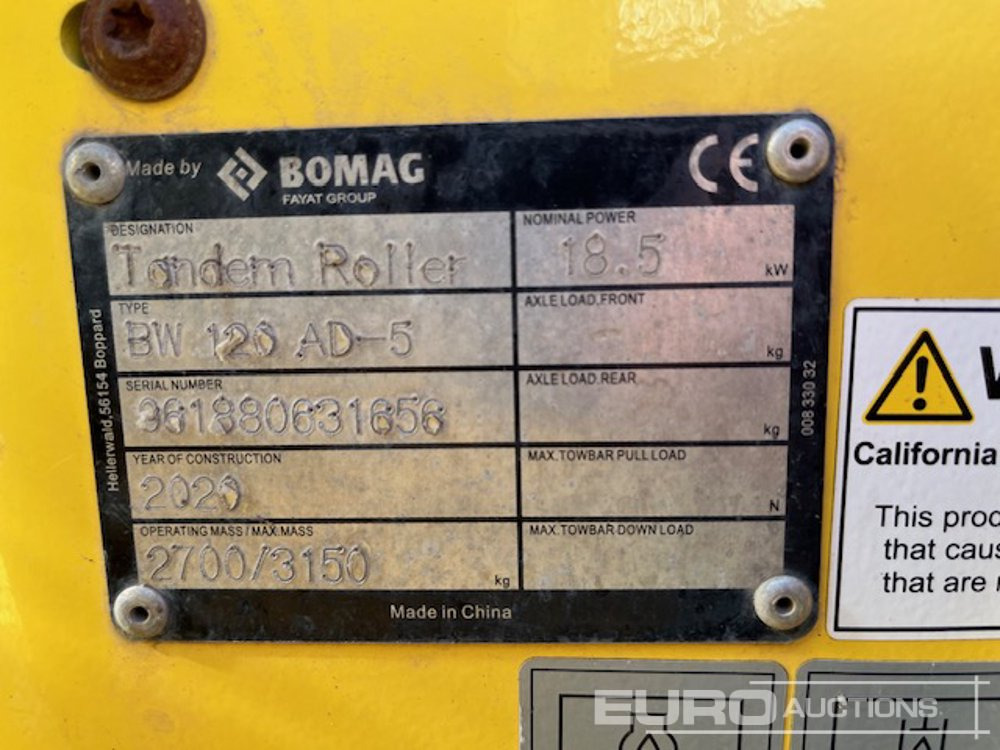 Made by BOMAG
FAYAT GROUP
CE
DESIGNATION
Tandem Roller
NOMINAL POWER
18.5 kW
TYPE
BW 120 AD-5
AXLE LOAD.FRONT
kg
SERIAL NUMBER
361880631656
AXLE LOAD.REAR
kg
YEAR OF CONSTRUCTION
2020
MAX.TOWBAR PULL LOAD
N
OPERATING MASS / MAX.MASS
2700/3150 kg
MAX.TOWBAR DOWN LOAD
Made in China
Hellerwald,56154 Boppard
008 330 32
W
California
This prod
that caus
that are
EURO AUCTIONS